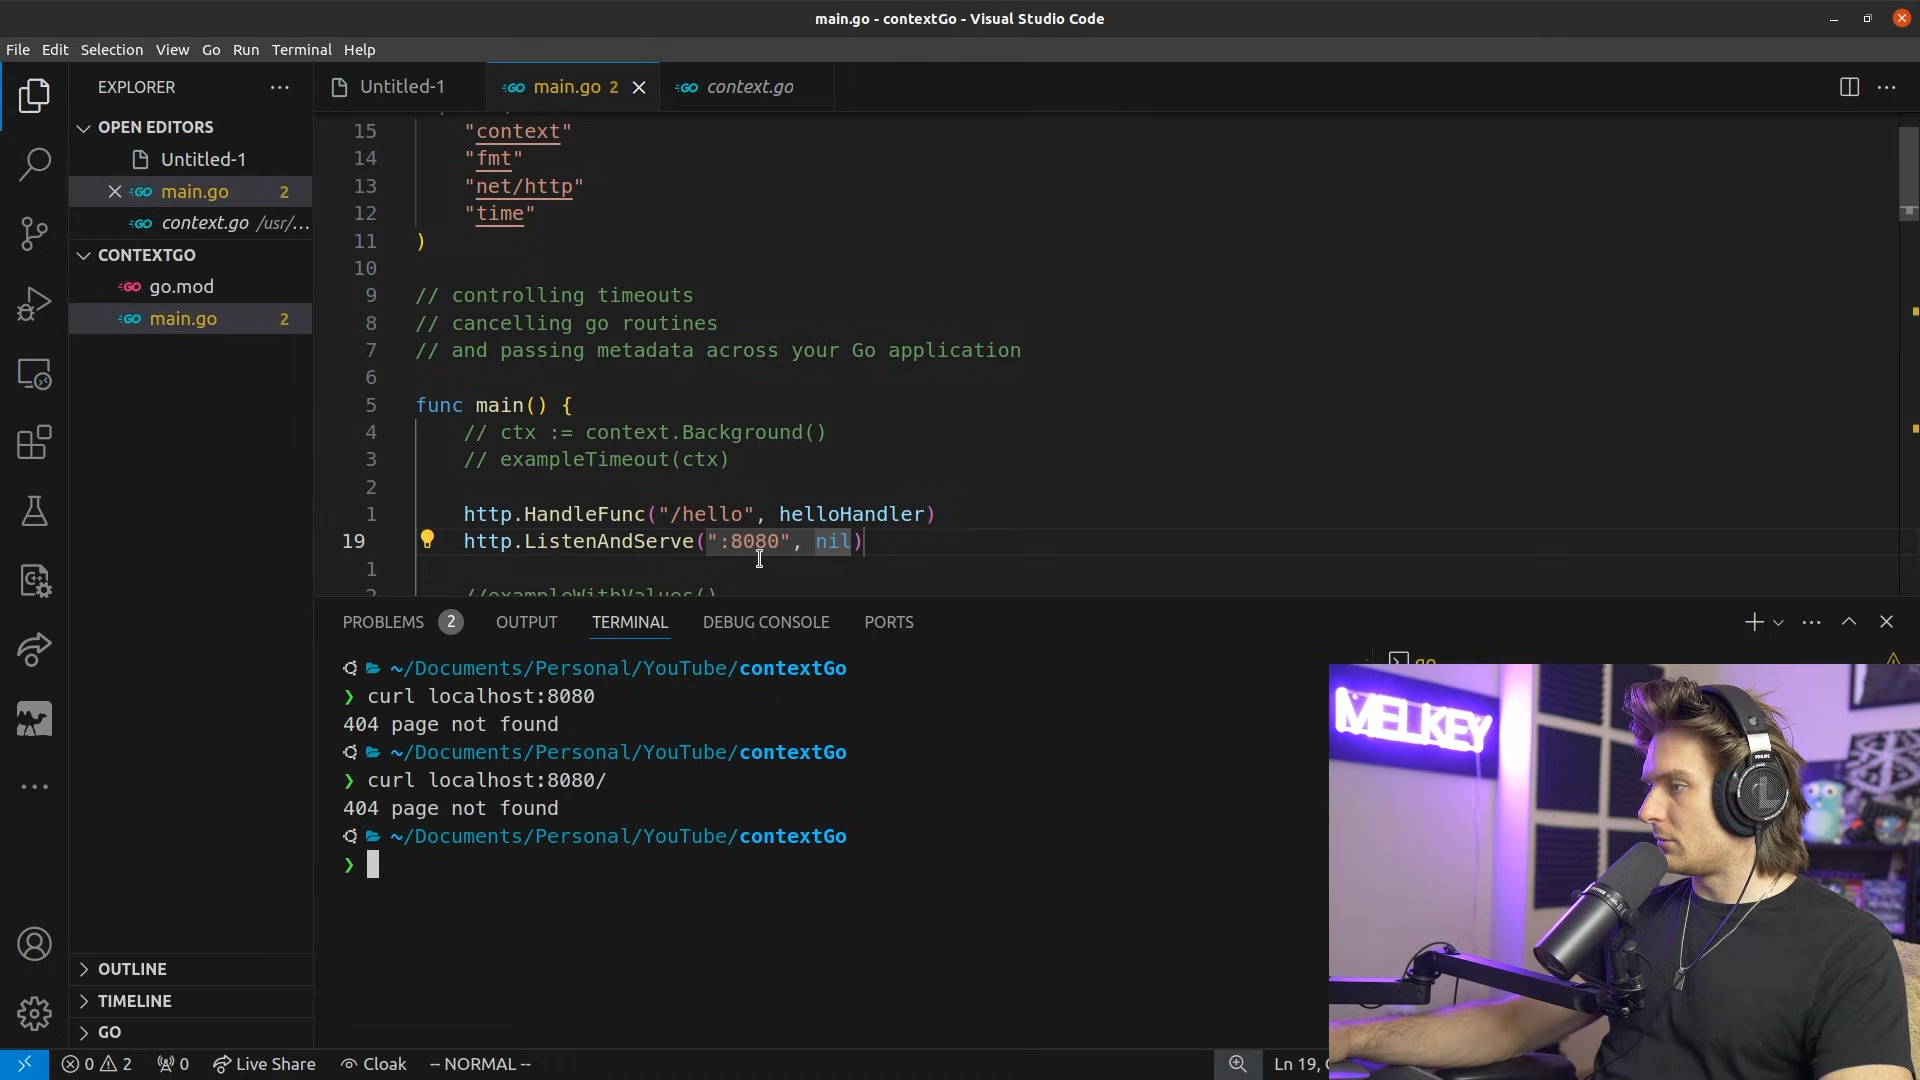 main.go - contextGo - Visual Studio Code
File Edit Selection View Go Run Terminal Help
EXPLORER
OPEN EDITORS
Untitled-1
main.go 2
context.go /usr/...
CONTEXTGO
go.mod
main.go 2
OUTLINE
TIMELINE
GO
Untitled-1
main.go 2
context.go
15 "context"
14 "fmt"
13 "net/http"
12 "time"
11 )
10
9 // controlling timeouts
8 // cancelling go routines
7 // and passing metadata across your Go application
6
5 func main() {
4 // ctx := context.Background()
3 // exampleTimeout(ctx)
2
1 http.HandleFunc("/hello", helloHandler)
19 http.ListenAndServe(":8080", nil)
1
2 //exampleWithValues()
PROBLEMS 2 OUTPUT TERMINAL DEBUG CONSOLE PORTS
~/Documents/Personal/YouTube/contextGo
❯ curl localhost:8080
404 page not found
~/Documents/Personal/YouTube/contextGo
❯ curl localhost:8080/
404 page not found
~/Documents/Personal/YouTube/contextGo
❯
go
MELKEY
PHILIPS
0 2 0 Live Share Cloak -- NORMAL -- Ln 19,